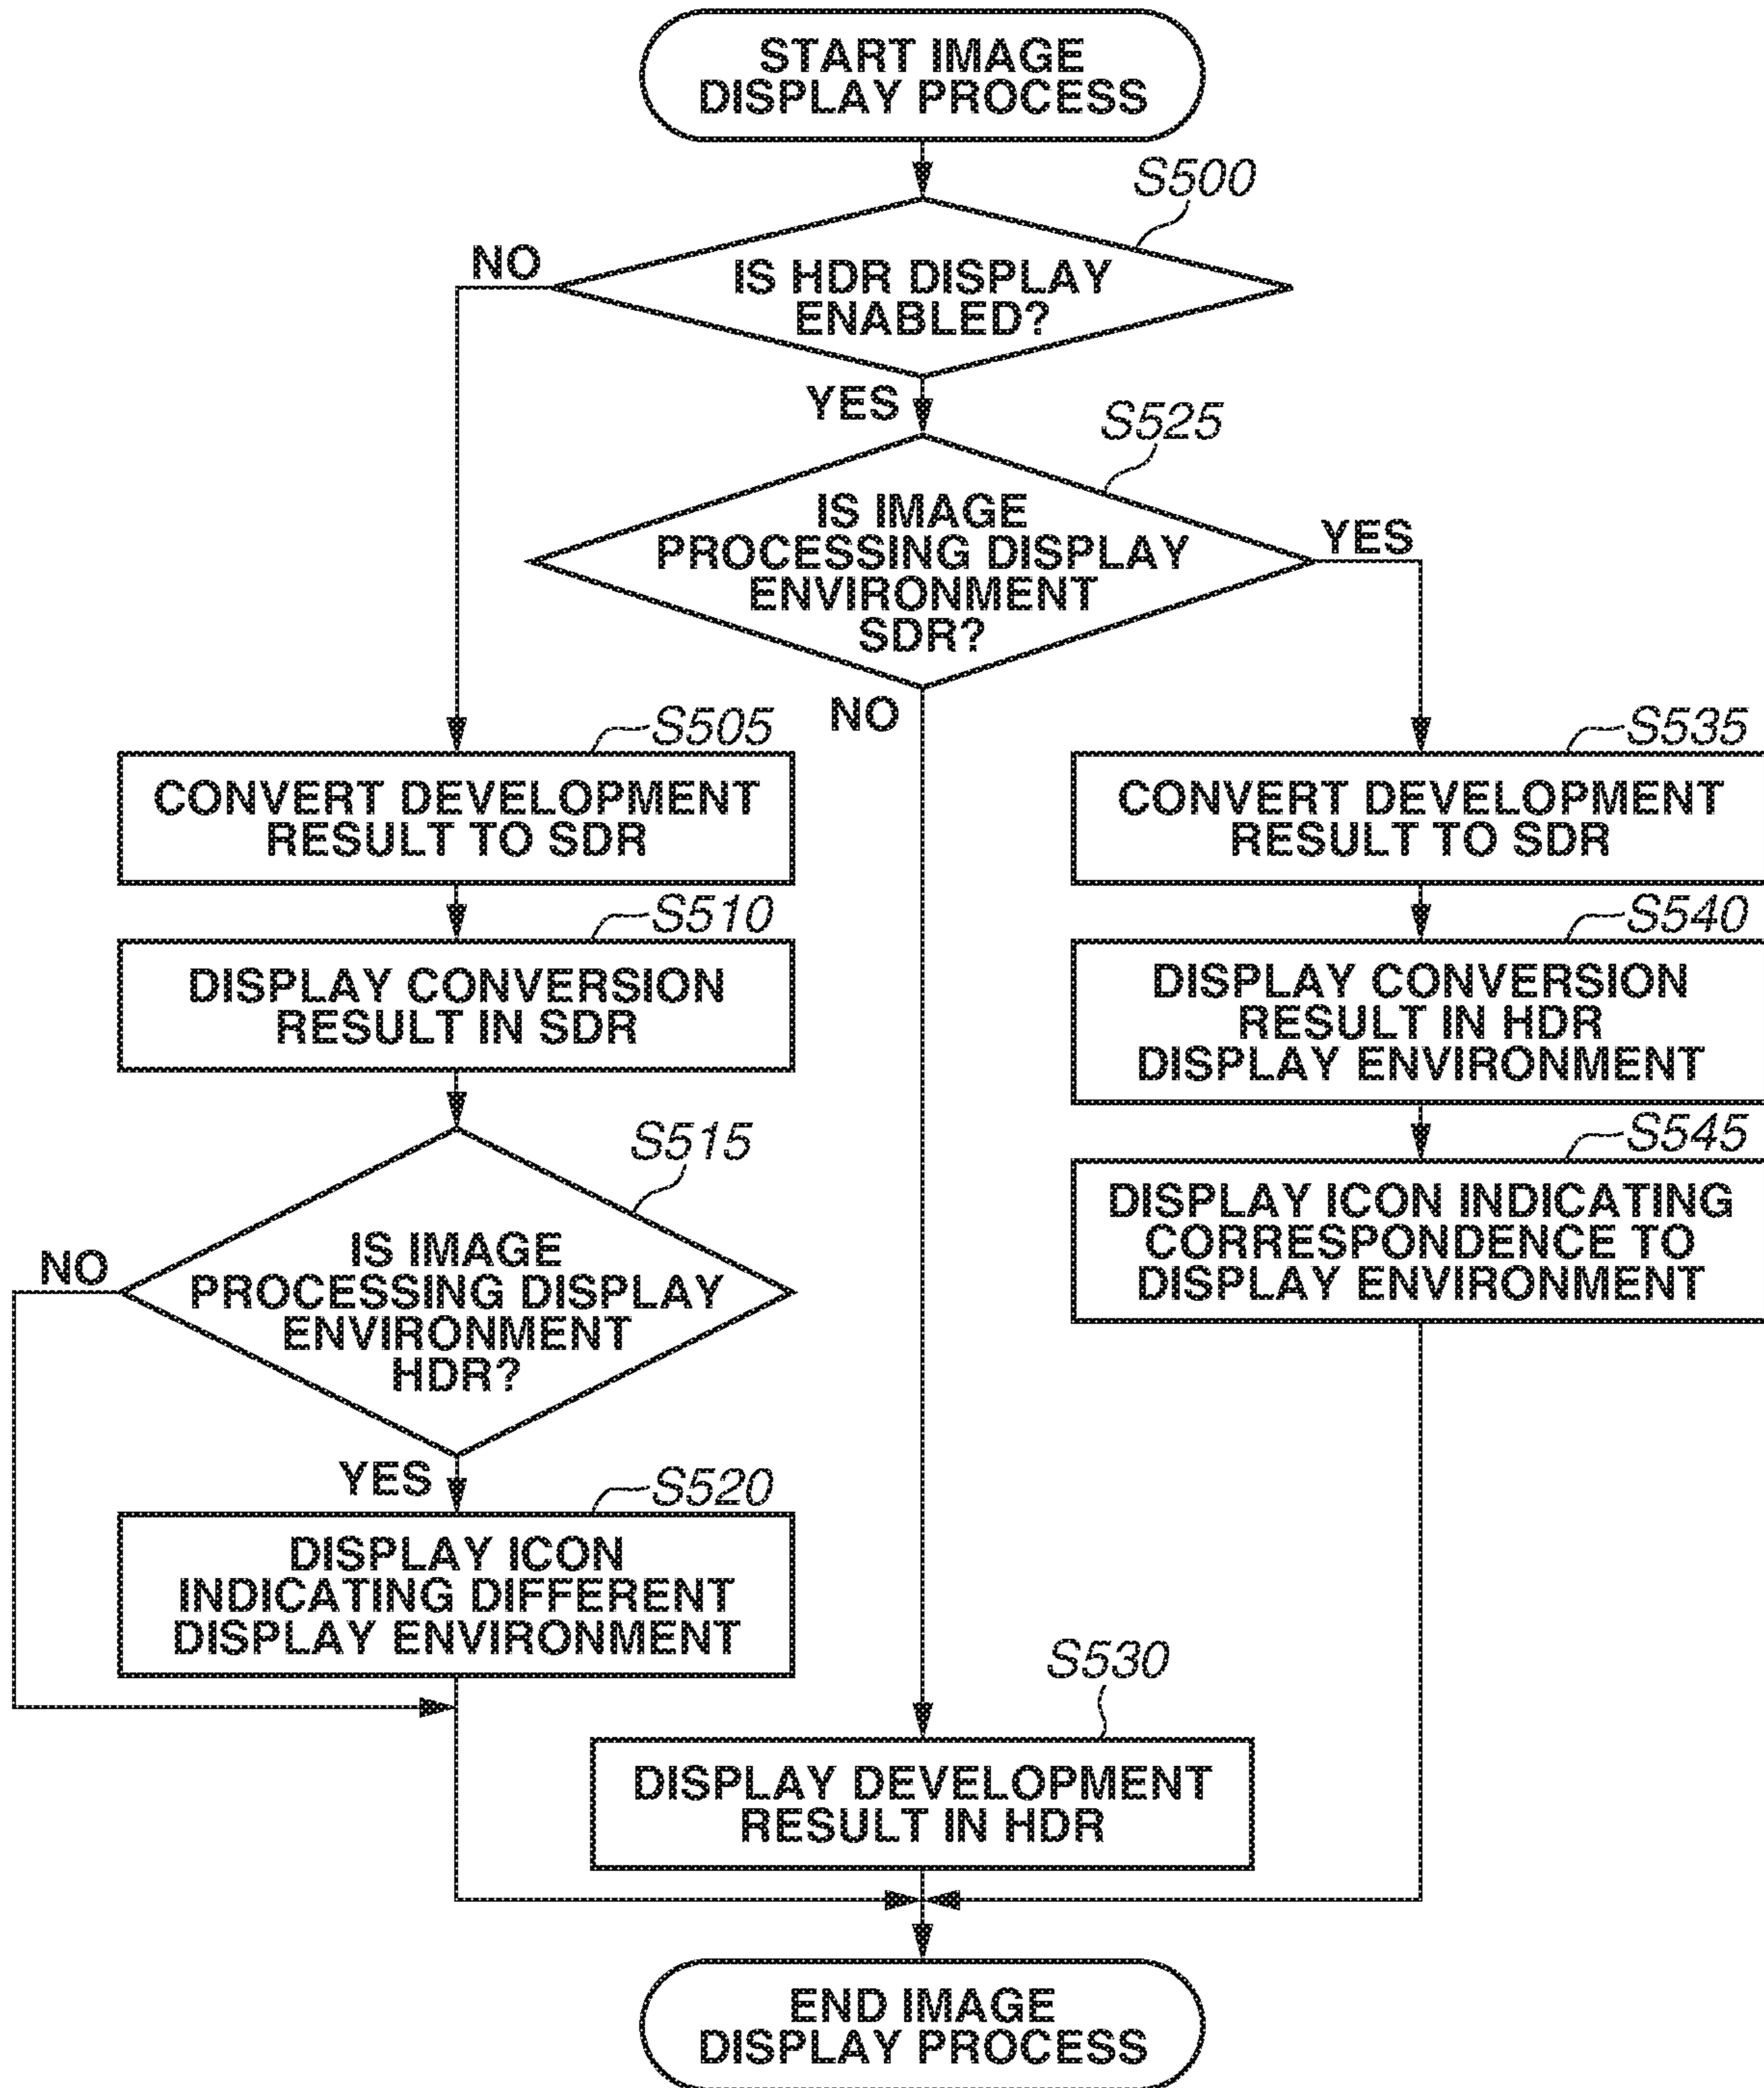 START IMAGE
DISPLAY PROCESS
S500
NO
IS HDR DISPLAY
ENABLED?
YES
S525
IS IMAGE
PROCESSING DISPLAY
ENVIRONMENT
SDR?
YES
NO
S505
CONVERT DEVELOPMENT
RESULT TO SDR
S535
CONVERT DEVELOPMENT
RESULT TO SDR
S510
DISPLAY CONVERSION
RESULT IN SDR
S540
DISPLAY CONVERSION
RESULT IN HDR
DISPLAY ENVIRONMENT
S515
IS IMAGE
PROCESSING DISPLAY
ENVIRONMENT
HDR?
NO
YES
S545
DISPLAY ICON INDICATING
CORRESPONDENCE TO
DISPLAY ENVIRONMENT
S520
DISPLAY ICON
INDICATING DIFFERENT
DISPLAY ENVIRONMENT
S530
DISPLAY DEVELOPMENT
RESULT IN HDR
END IMAGE
DISPLAY PROCESS